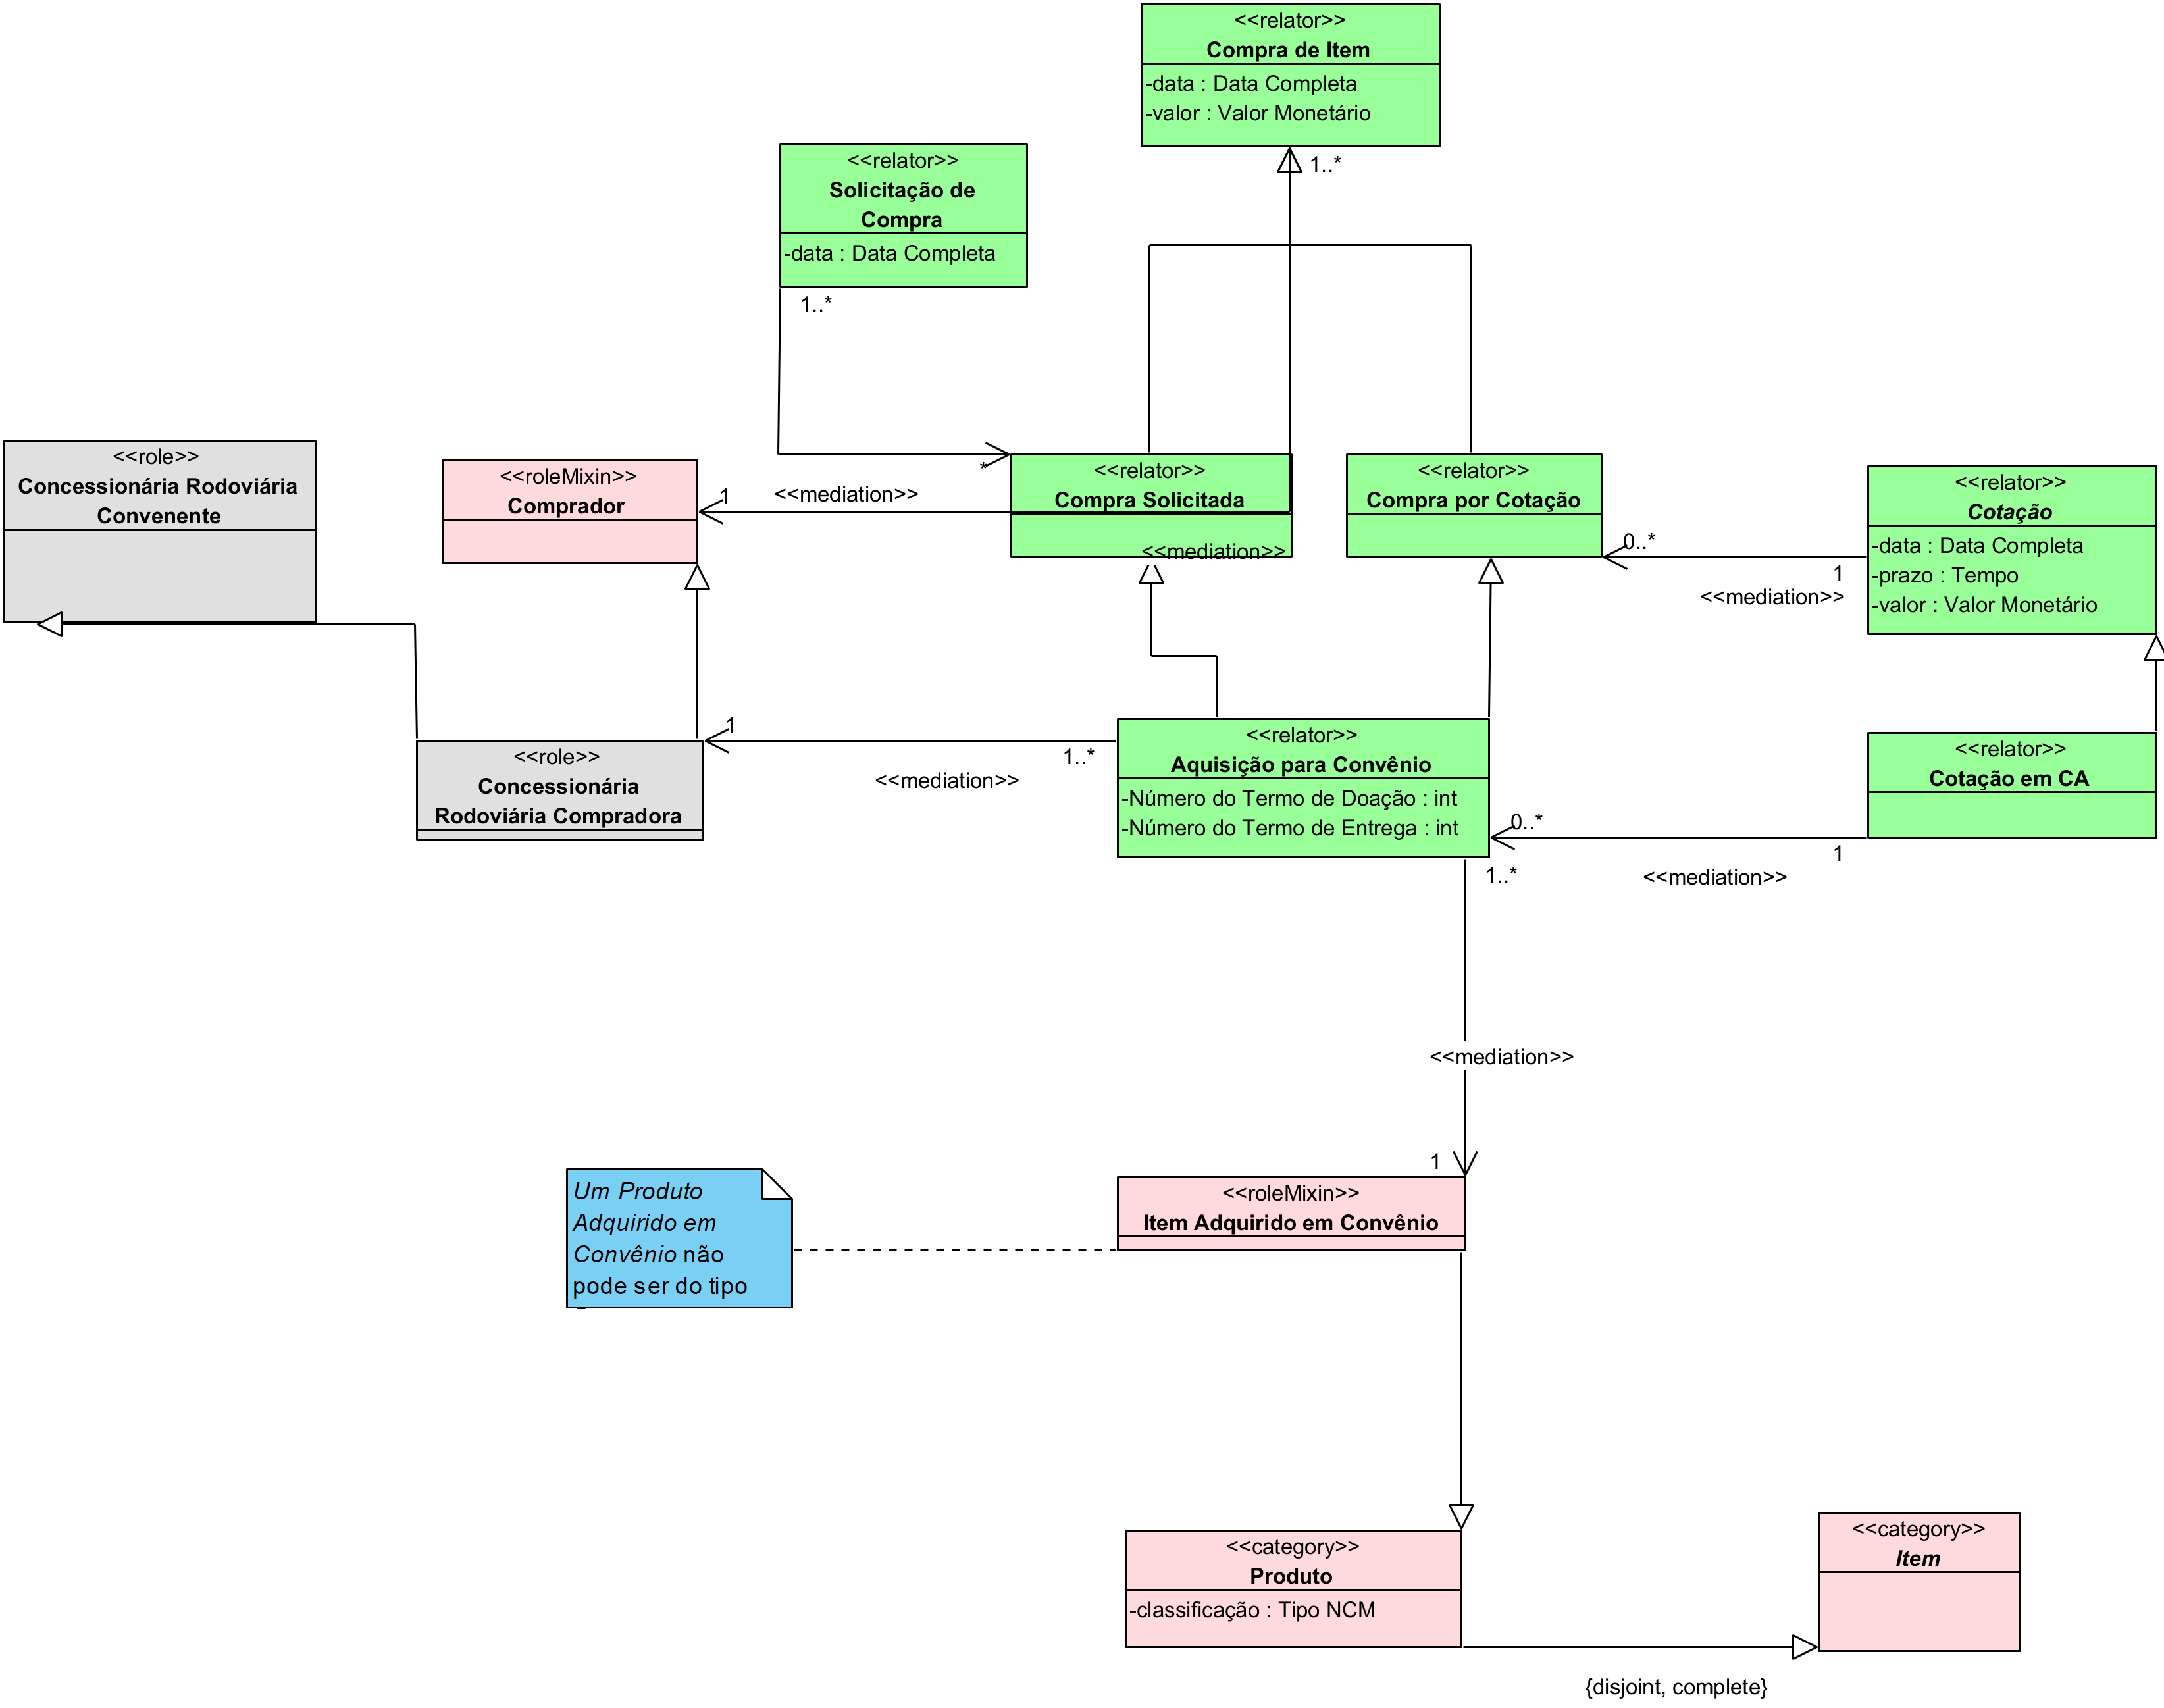 <<relator>>
Compra de Item
-data : Data Completa
-valor : Valor Monetário
1..*
<<relator>>
Solicitação de
Compra
-data : Data Completa
1..*
<<role>>
Concessionária Rodoviária
Convenente
<<roleMixin>>
Comprador
1
<<mediation>>
*
<<relator>>
Compra Solicitada
<<mediation>>
<<relator>>
Compra por Cotação
0..*
1
<<mediation>>
<<relator>>
Cotação
-data : Data Completa
-prazo : Tempo
-valor : Valor Monetário
<<role>>
Concessionária
Rodoviária Compradora
1
1..*
<<mediation>>
<<relator>>
Aquisição para Convênio
-Número do Termo de Doação : int
-Número do Termo de Entrega : int
0..*
1
<<mediation>>
<<relator>>
Cotação em CA
1..*
<<mediation>>
1
<<roleMixin>>
Item Adquirido em Convênio
Um Produto
Adquirido em
Convênio não
pode ser do tipo
<<category>>
Produto
-classificação : Tipo NCM
<<category>>
Item
{disjoint, complete}